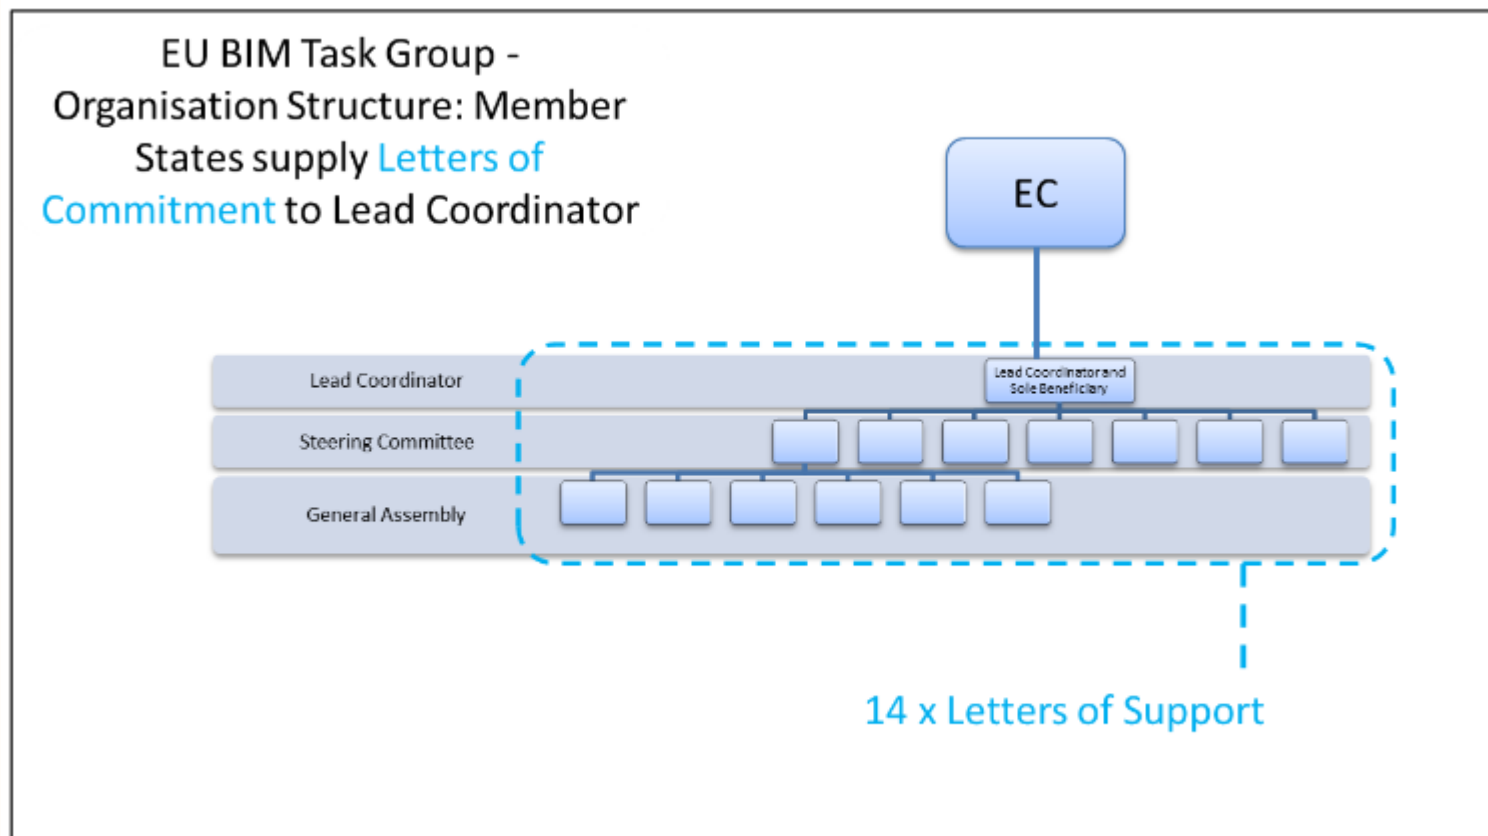 EU BIM Task Group -
Organisation Structure: Member
States supply Letters of
Commitment to Lead Coordinator
EC
Lead Coordinator
Lead Coordinator and
Sole Beneficiary
Steering Committee
General Assembly
14 x Letters of Support